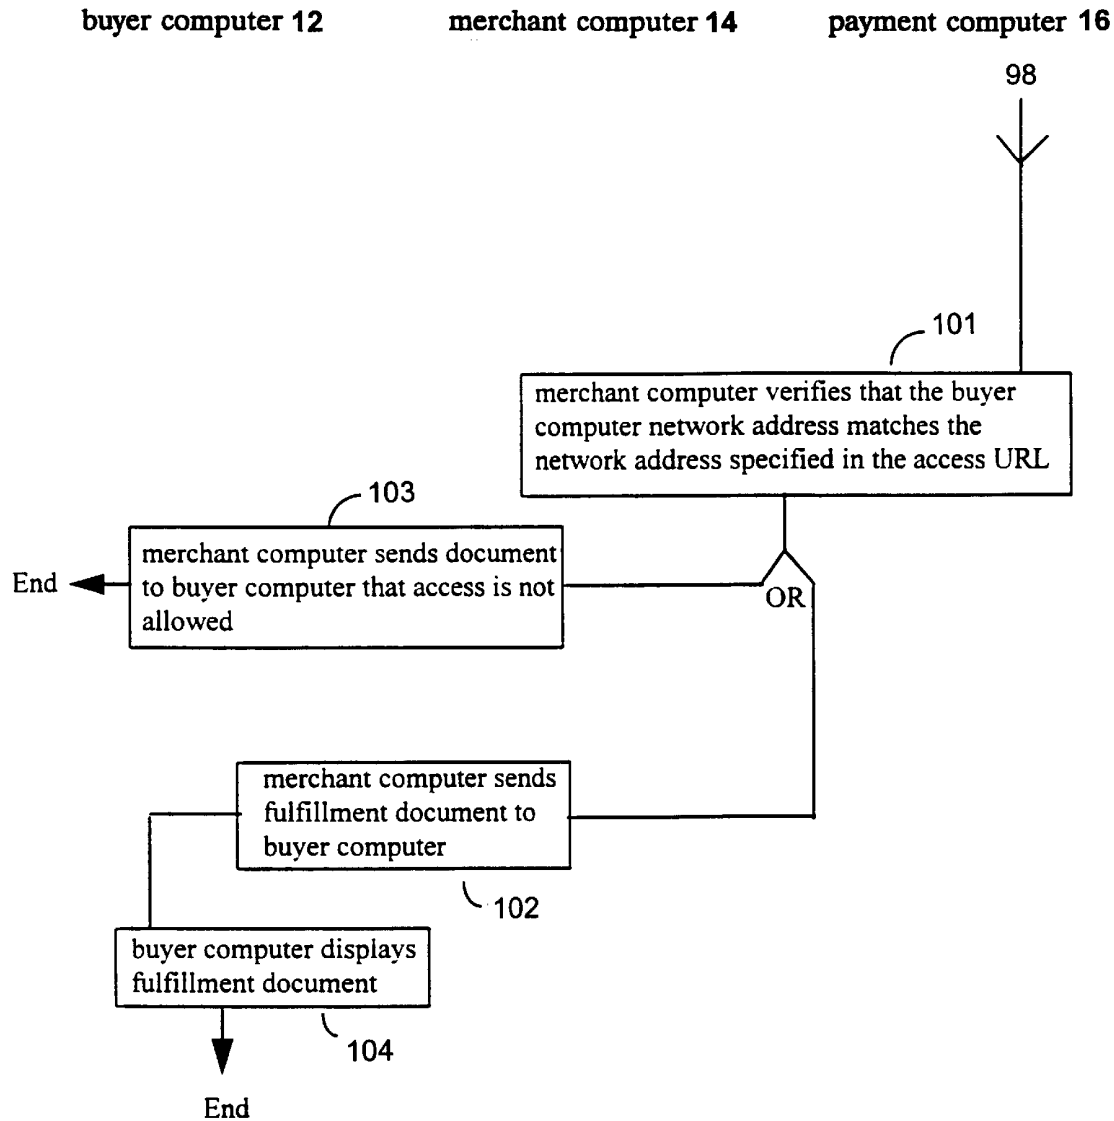 buyer computer 12 merchant computer 14 payment computer 16
98
101
merchant computer verifies that the buyer
computer network address matches the
network address specified in the access URL
103
merchant computer sends document
to buyer computer that access is not
allowed
End
OR
merchant computer sends
fulfillment document to
buyer computer
102
buyer computer displays
fulfillment document
104
End